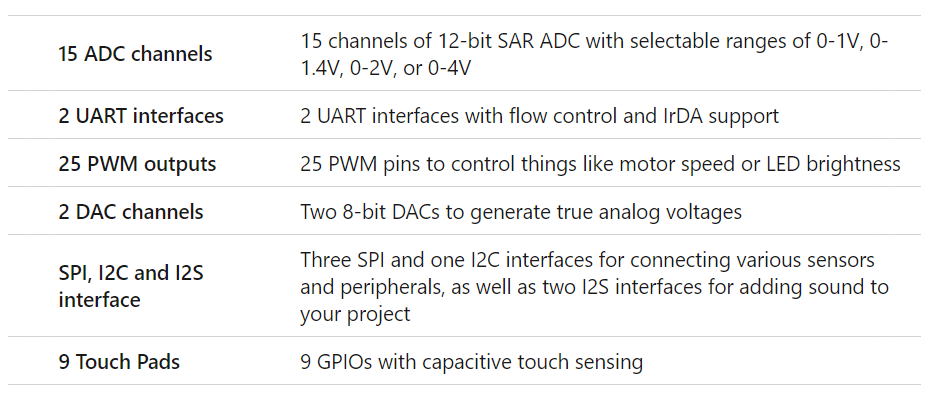 15 ADC channels
15 channels of 12-bit SAR ADC with selectable ranges of 0-1V, 0-
1.4V, 0-2V, or 0-4V
2 UART interfaces
2 UART interfaces with flow control and IrDA support
25 PWM outputs
25 PWM pins to control things like motor speed or LED brightness
2 DAC channels
Two 8-bit DACs to generate true analog voltages
SPI, I2C and I2S
interface
Three SPI and one I2C interfaces for connecting various sensors
and peripherals, as well as two I2S interfaces for adding sound to
your project
9 Touch Pads
9 GPIOs with capacitive touch sensing